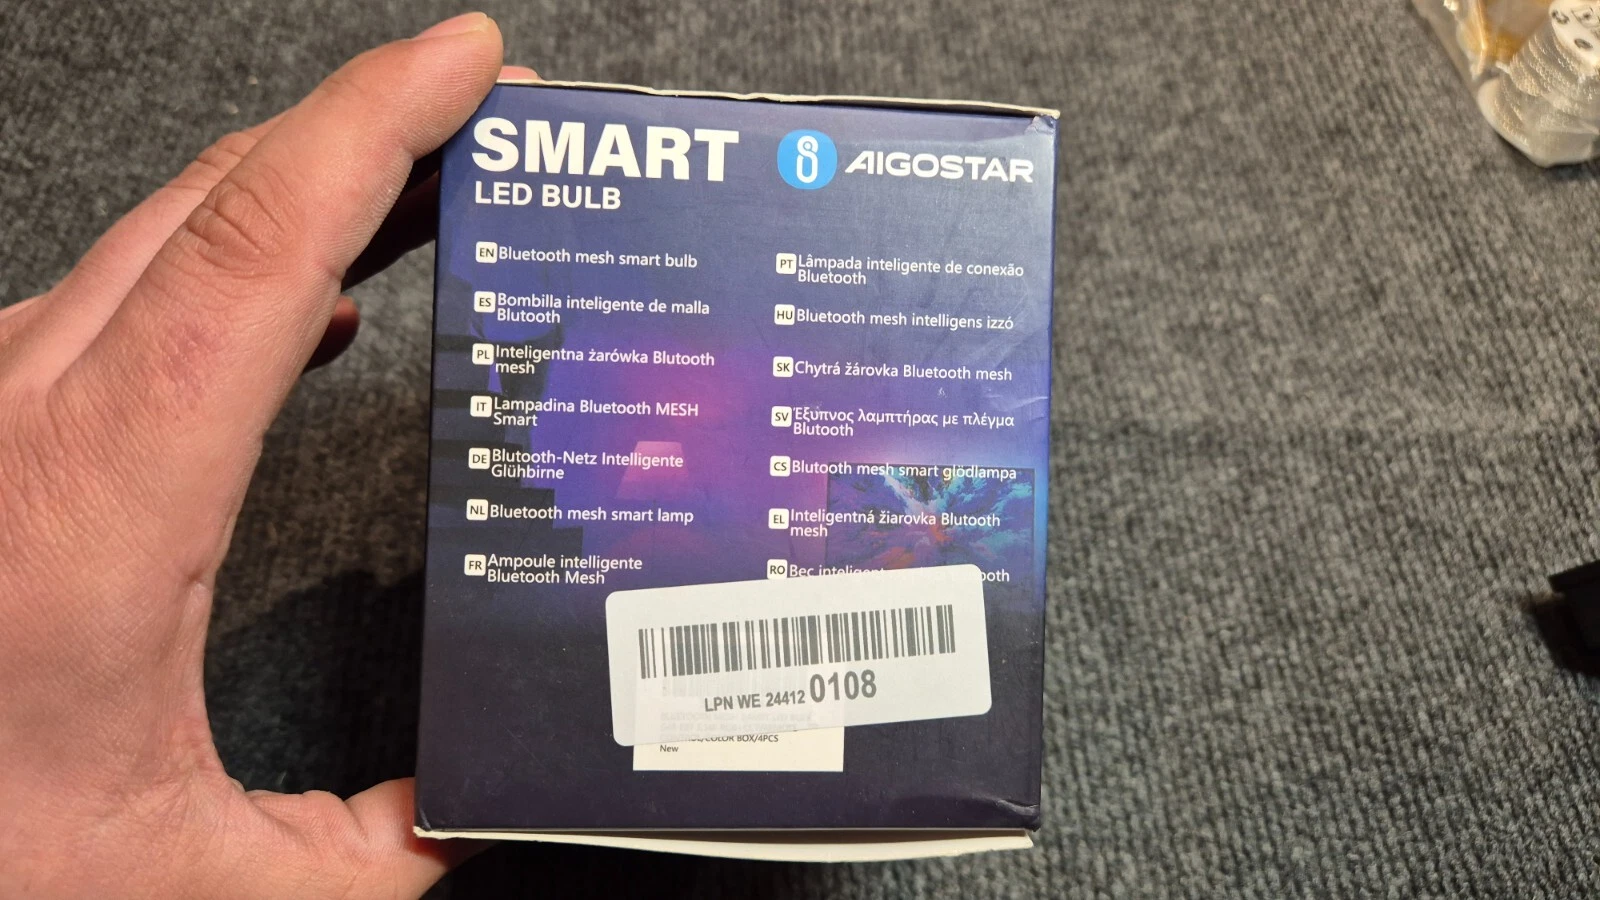 SMART
LED BULB
AIGOSTAR
EN Bluetooth mesh smart bulb
ES Bombilla inteligente de malla
Blutooth
PL Inteligentna żarówka Blutooth
mesh
IT Lampadina Bluetooth MESH
Smart
DE Blutooth-Netz Intelligente
Glühbirne
NL Bluetooth mesh smart lamp
FR Ampoule intelligente
Bluetooth Mesh
PT Lâmpada inteligente de conexão
Bluetooth
HU Bluetooth mesh intelligens izzó
SK Chytrá žárovka Bluetooth mesh
SV Έξυπνος λαμπτήρας με πλέγμα
Blutooth
CS Blutooth mesh smart glödlampa
EL Inteligentná žiarovka Blutooth
mesh
RO Bec
LPN WE 24412 0108
COLOR BOX/4PCS
New